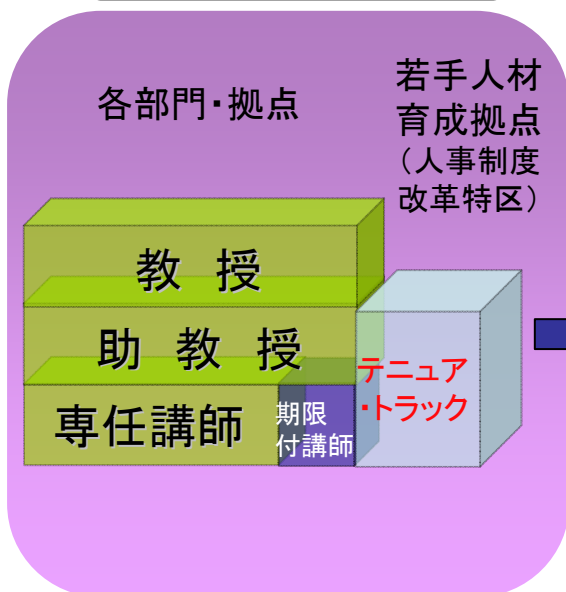 各部門・拠点
若手人材
育成拠点
（人事制度
改革特区）
教 授
助 教 授
専任講師
期限
付講師
テニュア
・トラック